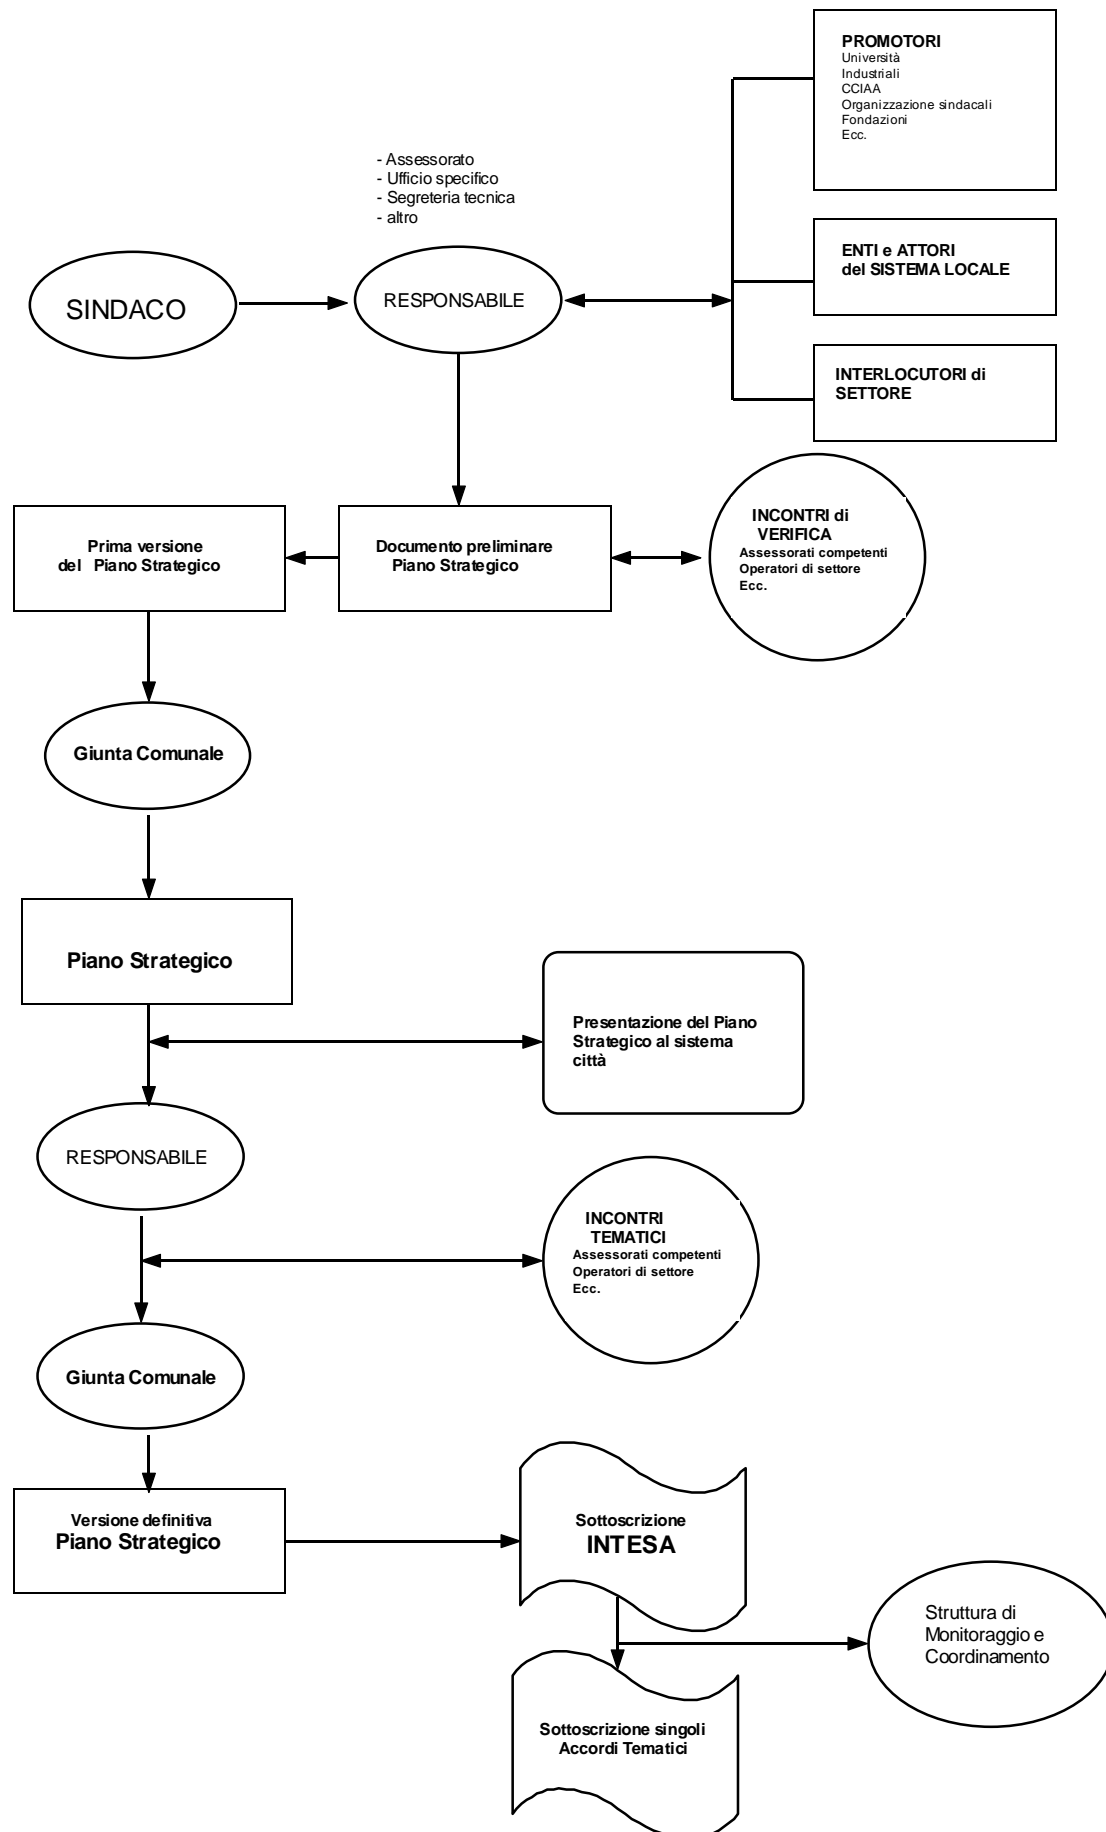 PROMOTORI
Università
Industriali
CCIAA
Organizzazione sindacali
Fondazioni
Ecc.
- Assessorato
- Ufficio specifico
- Segreteria tecnica
- altro
SINDACO
RESPONSABILE
ENTI e ATTORI
del SISTEMA LOCALE
INTERLOCUTORI di
SETTORE
Prima versione
del Piano Strategico
Documento preliminare
Piano Strategico
INCONTRI di
VERIFICA
Assessorati competenti
Operatori di settore
Ecc.
Giunta Comunale
Piano Strategico
Presentazione del Piano
Strategico al sistema
città
RESPONSABILE
INCONTRI
TEMATICI
Assessorati competenti
Operatori di settore
Ecc.
Giunta Comunale
Versione definitiva
Piano Strategico
Sottoscrizione
INTESA
Struttura di
Monitoraggio e
Coordinamento
Sottoscrizione singoli
Accordi Tematici